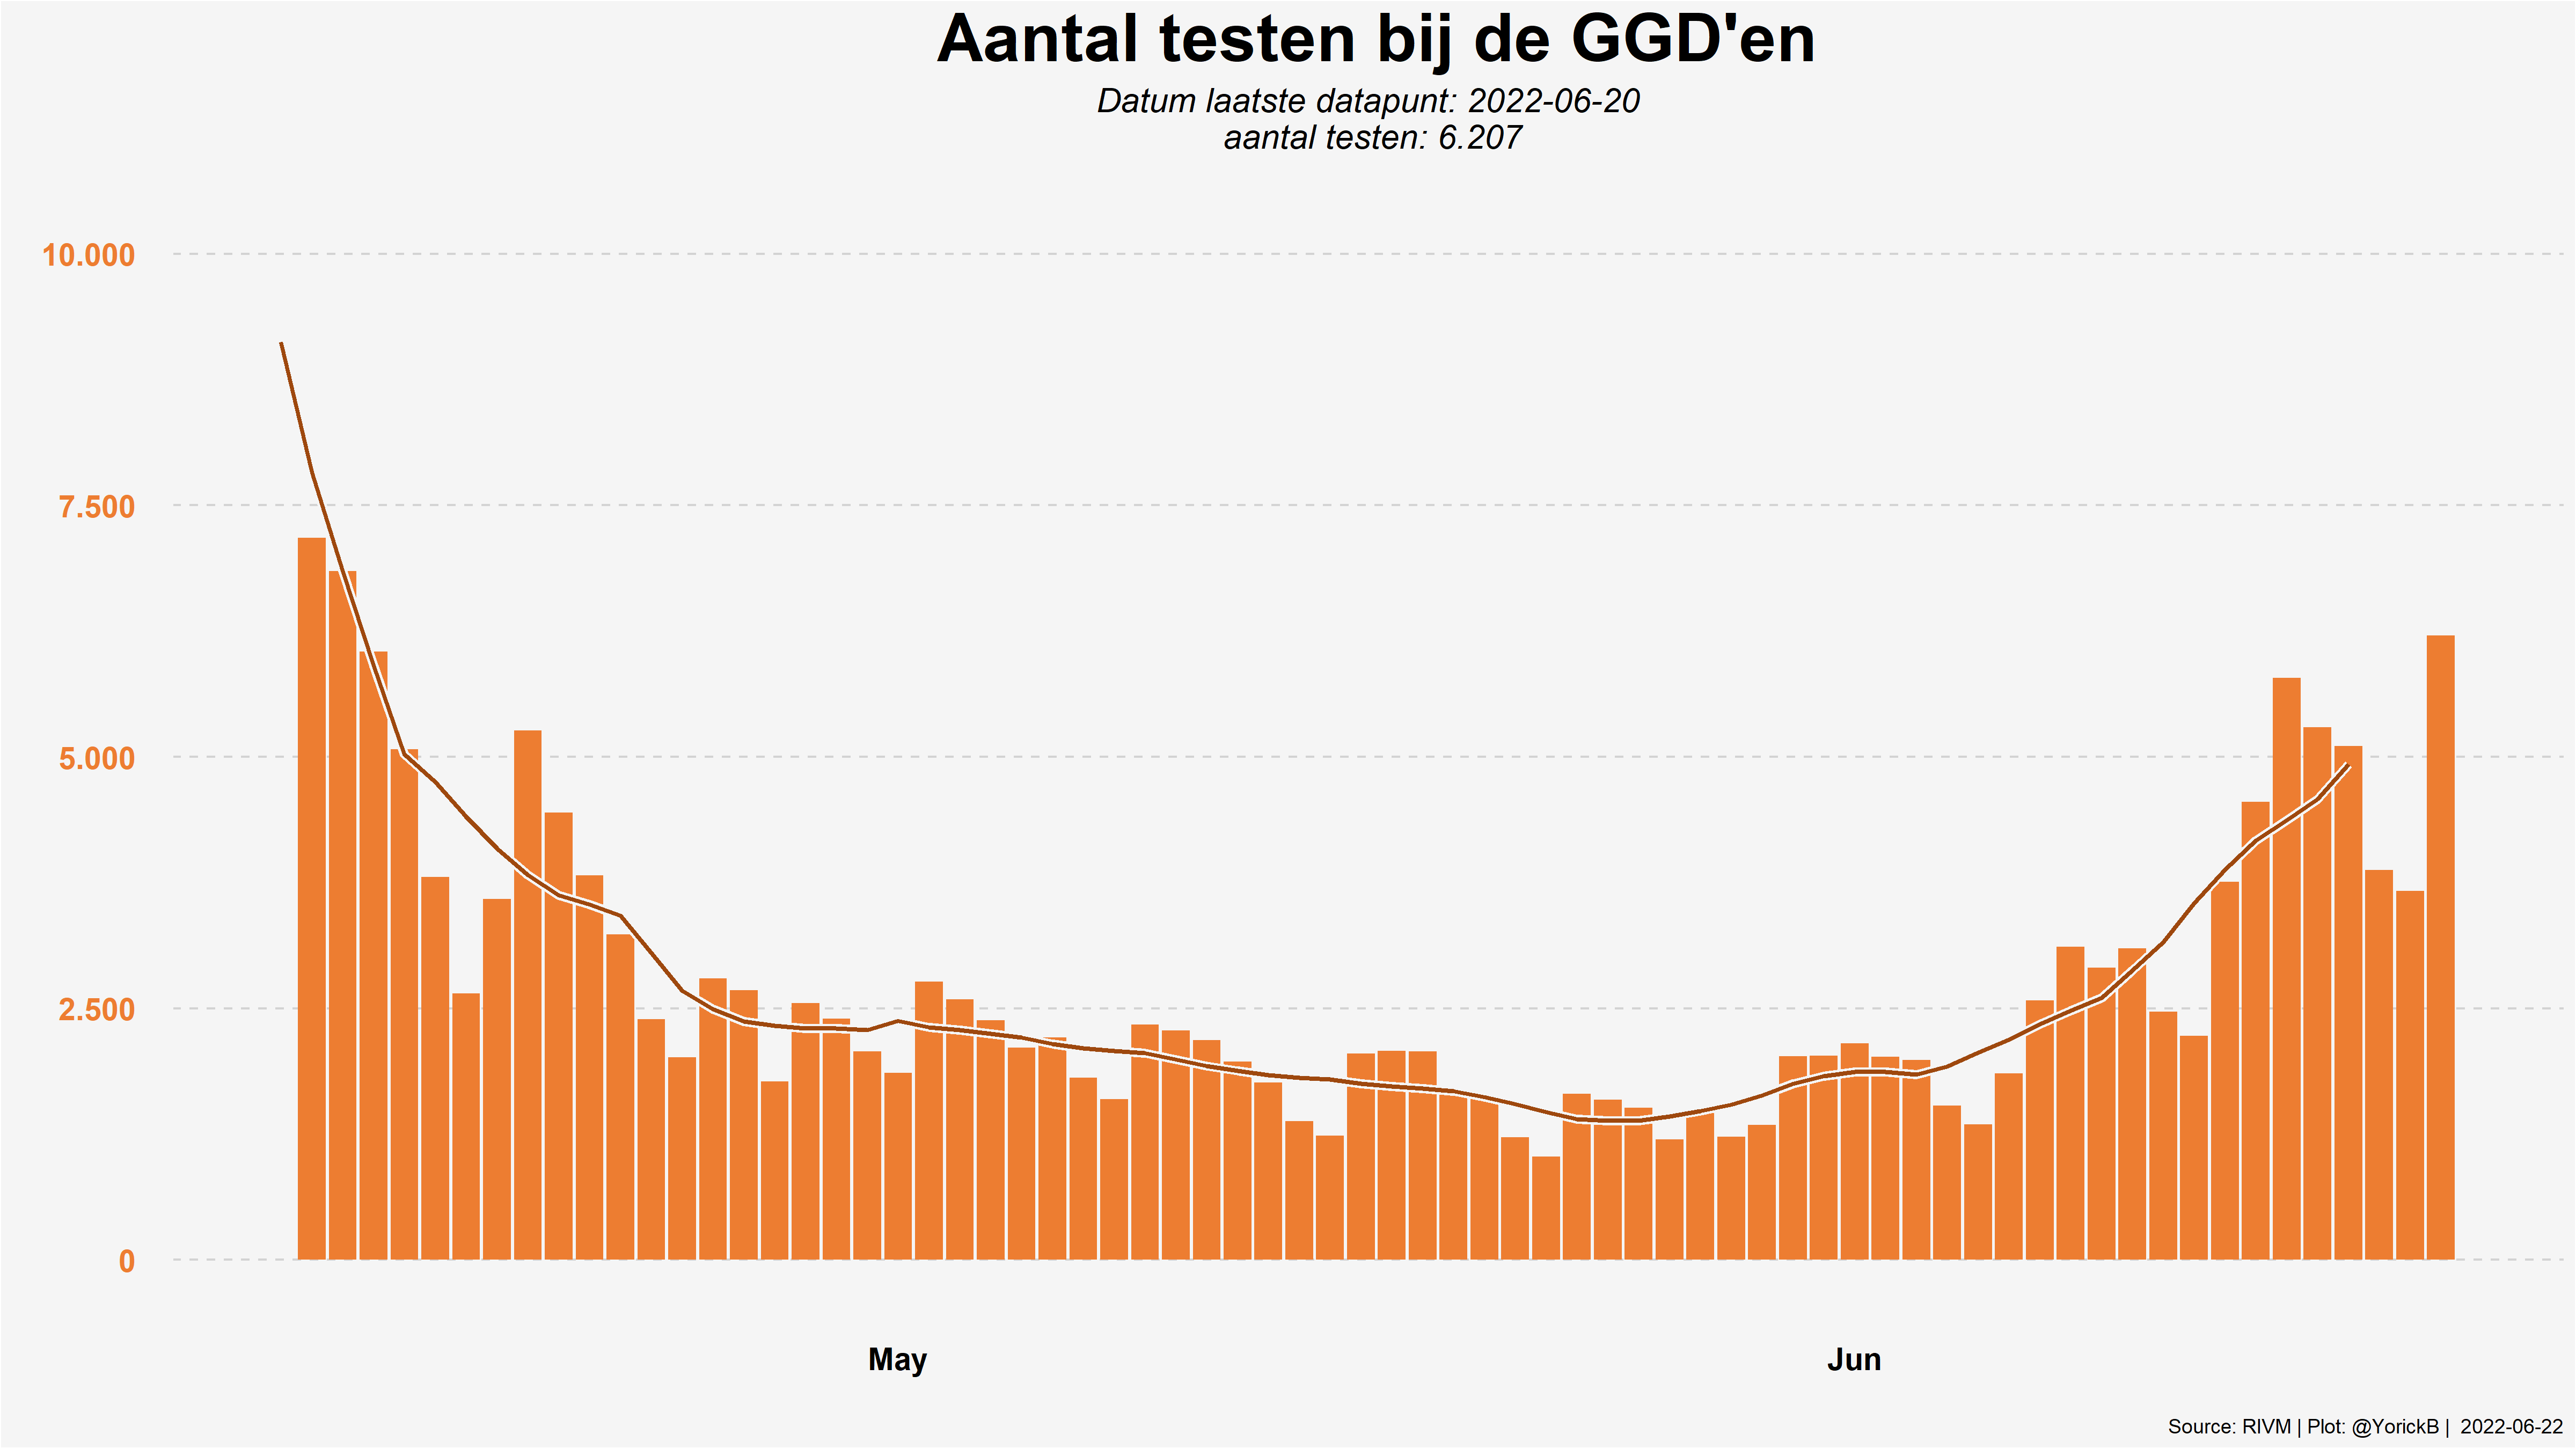 Aantal testen bij de GGD'en
Datum laatste datapunt: 2022-06-20
aantal testen: 6.207
10.000
7.500
5.000
2.500
0
May
Jun
Source: RIVM | Plot: @YorickB | 2022-06-22